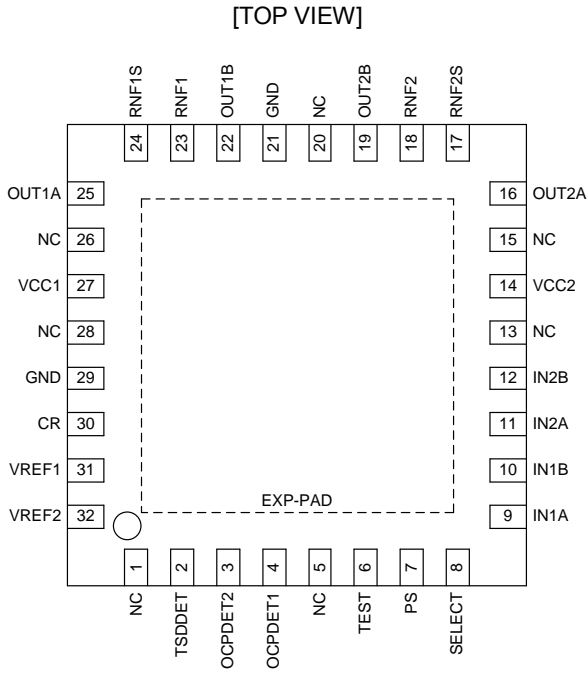 [TOP VIEW]
RNF1S
RNF1
OUT1B
GND
NC
OUT2B
RNF2
RNF2S
24
23
22
21
20
19
18
17
OUT1A 25
NC 26
VCC1 27
NC 28
GND 29
CR 30
VREF1 31
VREF2 32
16 OUT2A
15 NC
14 VCC2
13 NC
12 IN2B
11 IN2A
10 IN1B
9 IN1A
EXP-PAD
1
2
3
4
5
6
7
8
NC
TSDDET
OCPDET2
OCPDET1
NC
TEST
PS
SELECT